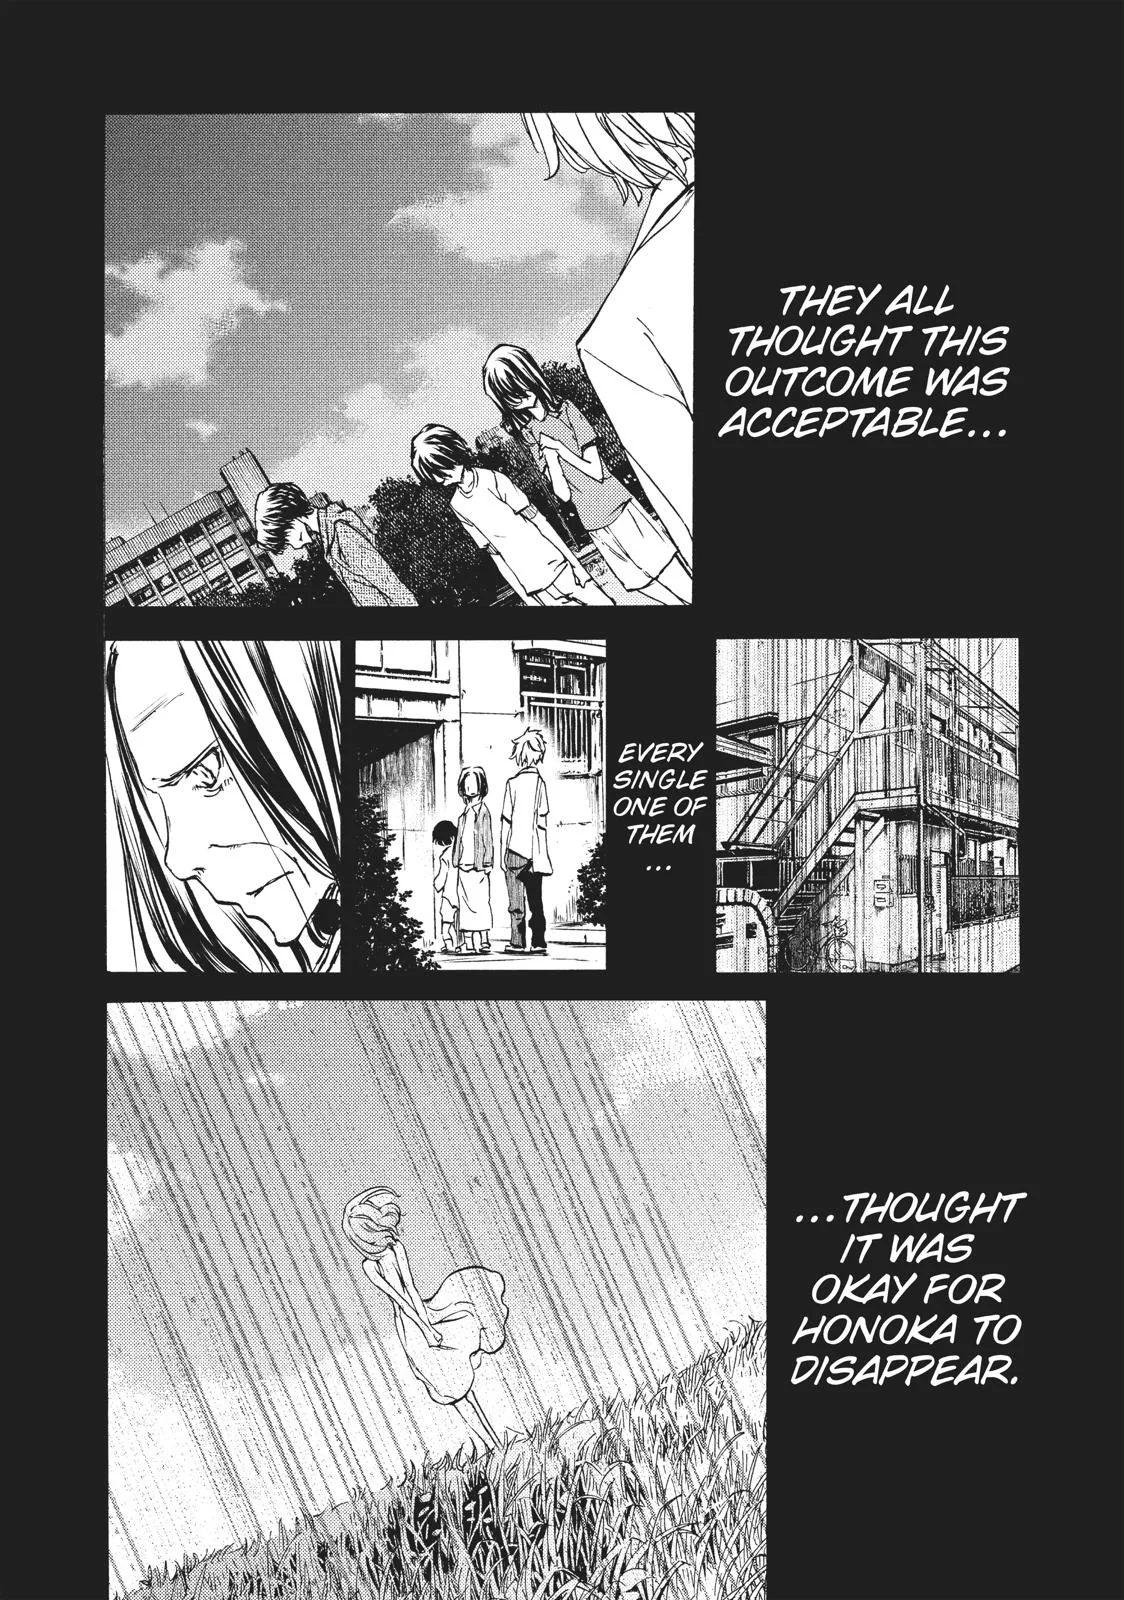 THEY ALL
THOUGHT THIS
OUTCOME WAS
ACCEPTABLE...
EVERY
SINGLE
ONE OF
THEM
...
...THOUGHT
IT WAS
OKAY FOR
HONOKA TO
DISAPPEAR.